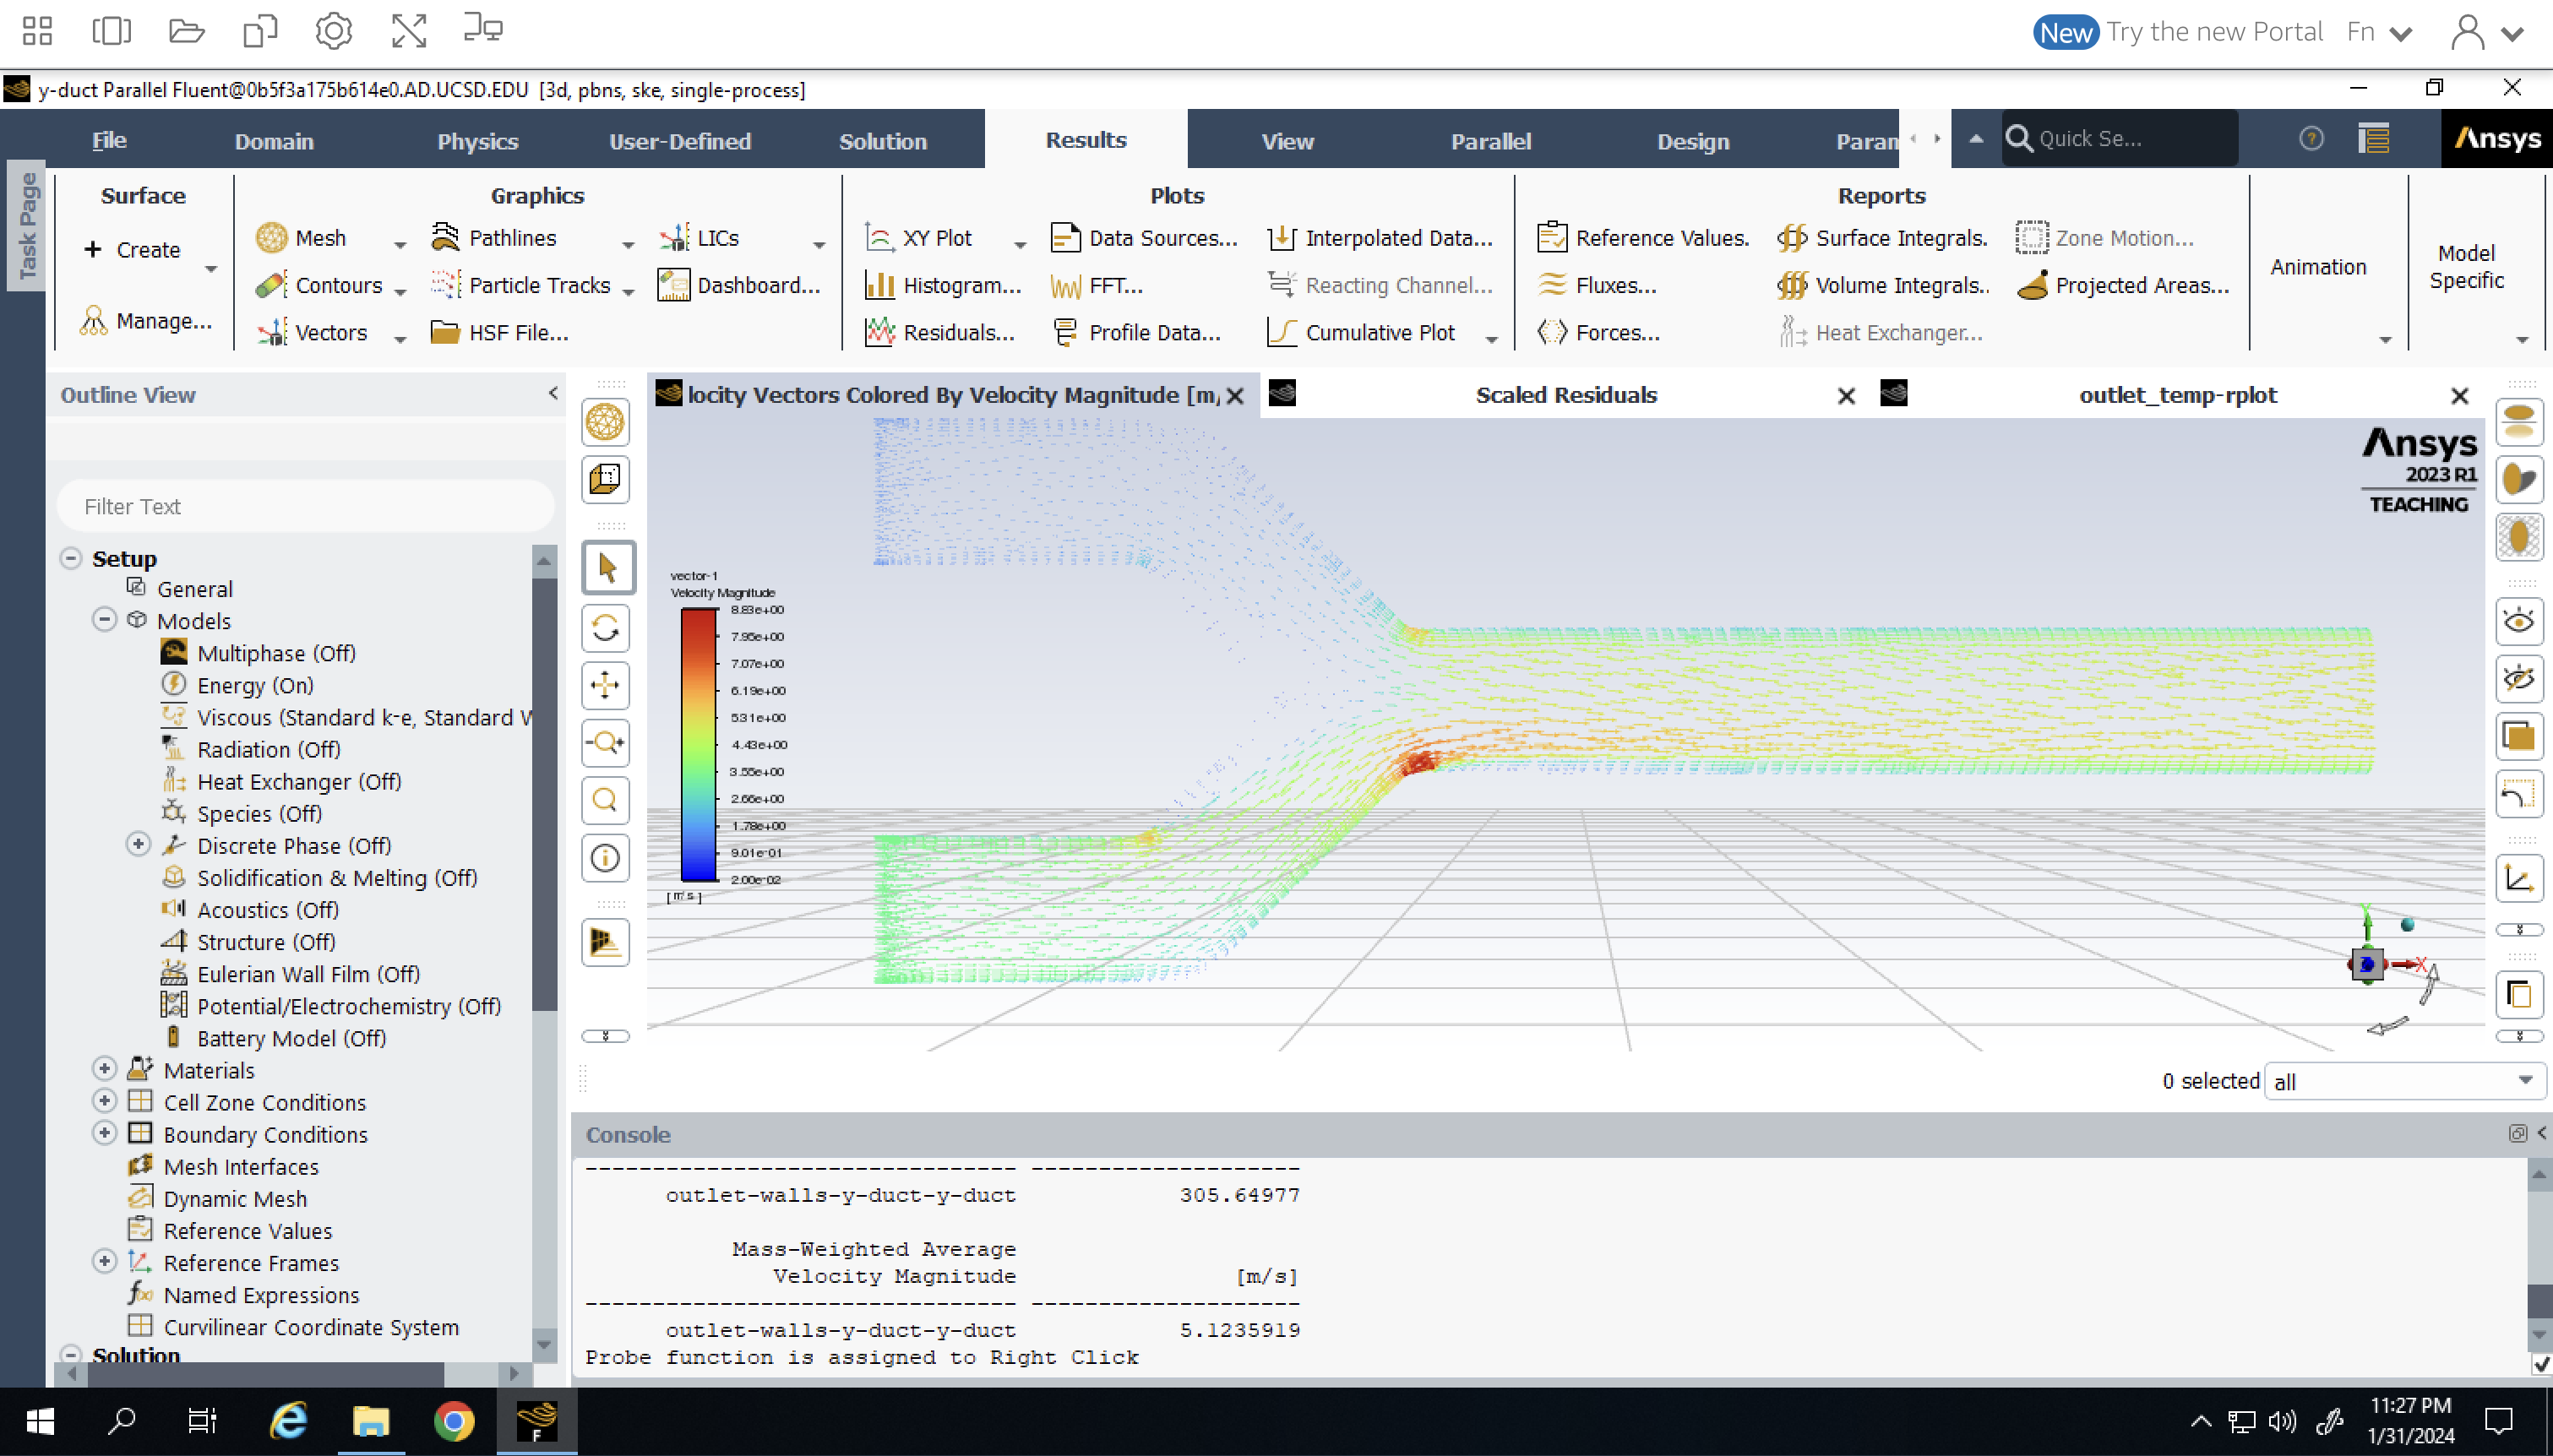 New Try the new Portal Fn
y-duct Parallel Fluent@0b5f3a175b614e0.AD.UCSD.EDU [3d, pbns, ske, single-process]
File Domain Physics User-Defined Solution Results View Parallel Design Param Quick Se... Ansys
Task Page
Surface Graphics Plots Reports
Create Mesh Pathlines LICs XY Plot Data Sources... Interpolated Data... Reference Values. Surface Integrals. Zone Motion...
Contours Particle Tracks Dashboard... Histogram... FFT... Reacting Channel... Fluxes... Volume Integrals.. Projected Areas...
Manage... Vectors HSF File... Residuals... Profile Data... Cumulative Plot Forces... Heat Exchanger...
Animation
Model
Specific
Outline View
Filter Text
Setup
General
Models
Multiphase (Off)
Energy (On)
Viscous (Standard k-e, Standard W
Radiation (Off)
Heat Exchanger (Off)
Species (Off)
Discrete Phase (Off)
Solidification & Melting (Off)
Acoustics (Off)
Structure (Off)
Eulerian Wall Film (Off)
Potential/Electrochemistry (Off)
Battery Model (Off)
Materials
Cell Zone Conditions
Boundary Conditions
Mesh Interfaces
Dynamic Mesh
Reference Values
Reference Frames
Named Expressions
Curvilinear Coordinate System
Solution
locity Vectors Colored By Velocity Magnitude [m/ Scaled Residuals outlet_temp-rplot
Ansys
2023 R1
TEACHING
vector-1
Velocity Magnitude
8.83e+00
7.95e+00
7.07e+00
6.19e+00
5.31e+00
4.43e+00
3.55e+00
2.66e+00
1.78e+00
9.01e-01
2.00e-02
[m/s]
Y
X
0 selected all
Console
-------------------------------- --------------------
outlet-walls-y-duct-y-duct 305.64977
Mass-Weighted Average
Velocity Magnitude [m/s]
-------------------------------- --------------------
outlet-walls-y-duct-y-duct 5.1235919
Probe function is assigned to Right Click
F
11:27 PM
1/31/2024